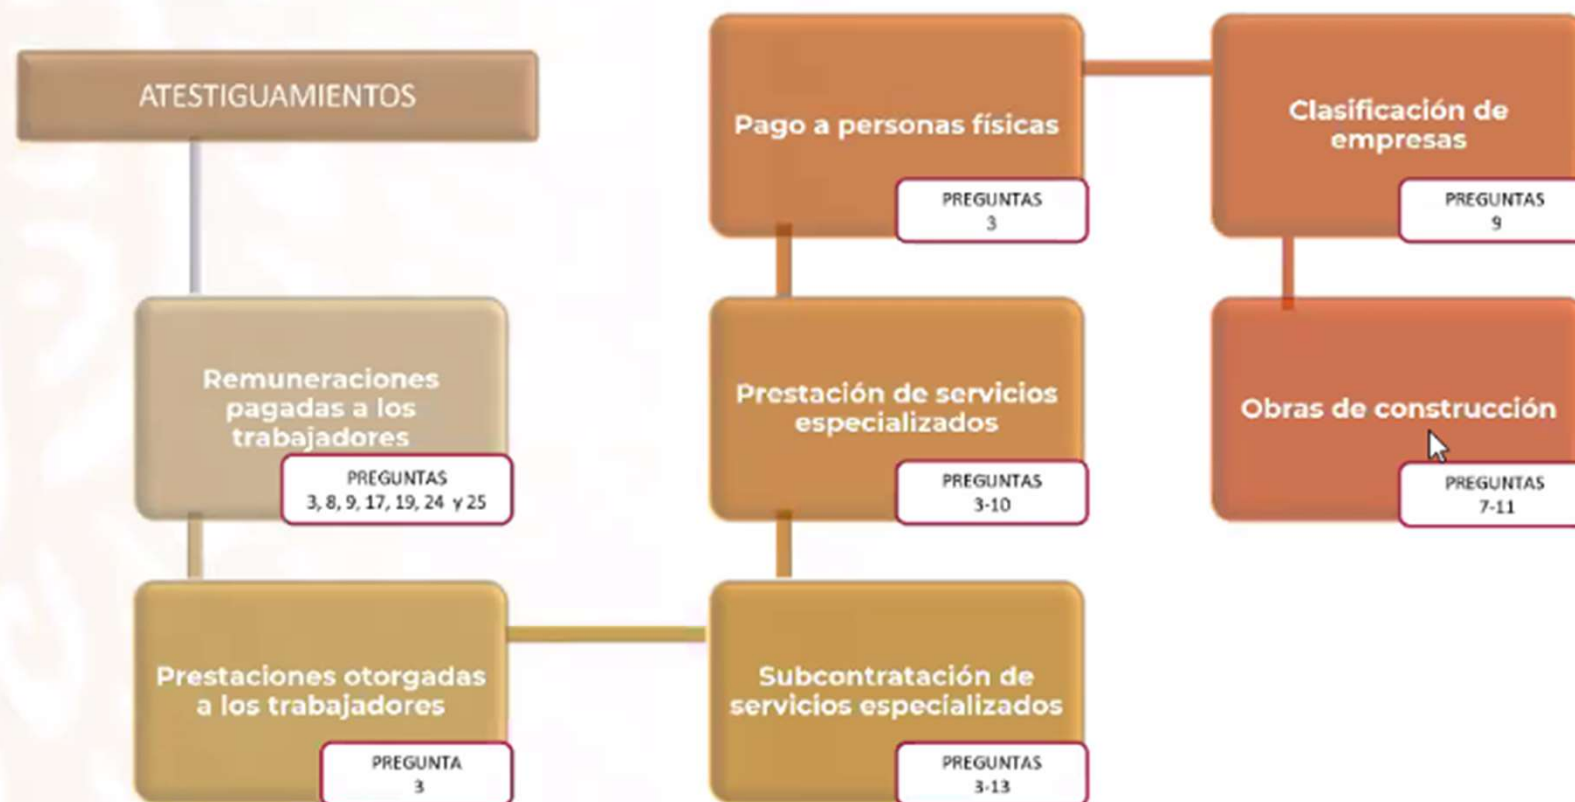 ATESTIGUAMIENTOS
Remuneraciones
pagadas a los
trabajadores
PREGUNTAS
3, 8, 9, 17, 19, 24 y 25
Prestaciones otorgadas
a los trabajadores
PREGUNTA
3
Subcontratación de
servicios especializados
PREGUNTAS
3-13
Prestación de servicios
especializados
PREGUNTAS
3-10
Pago a personas físicas
PREGUNTAS
3
Clasificación de
empresas
PREGUNTAS
9
Obras de construcción
PREGUNTAS
7-11